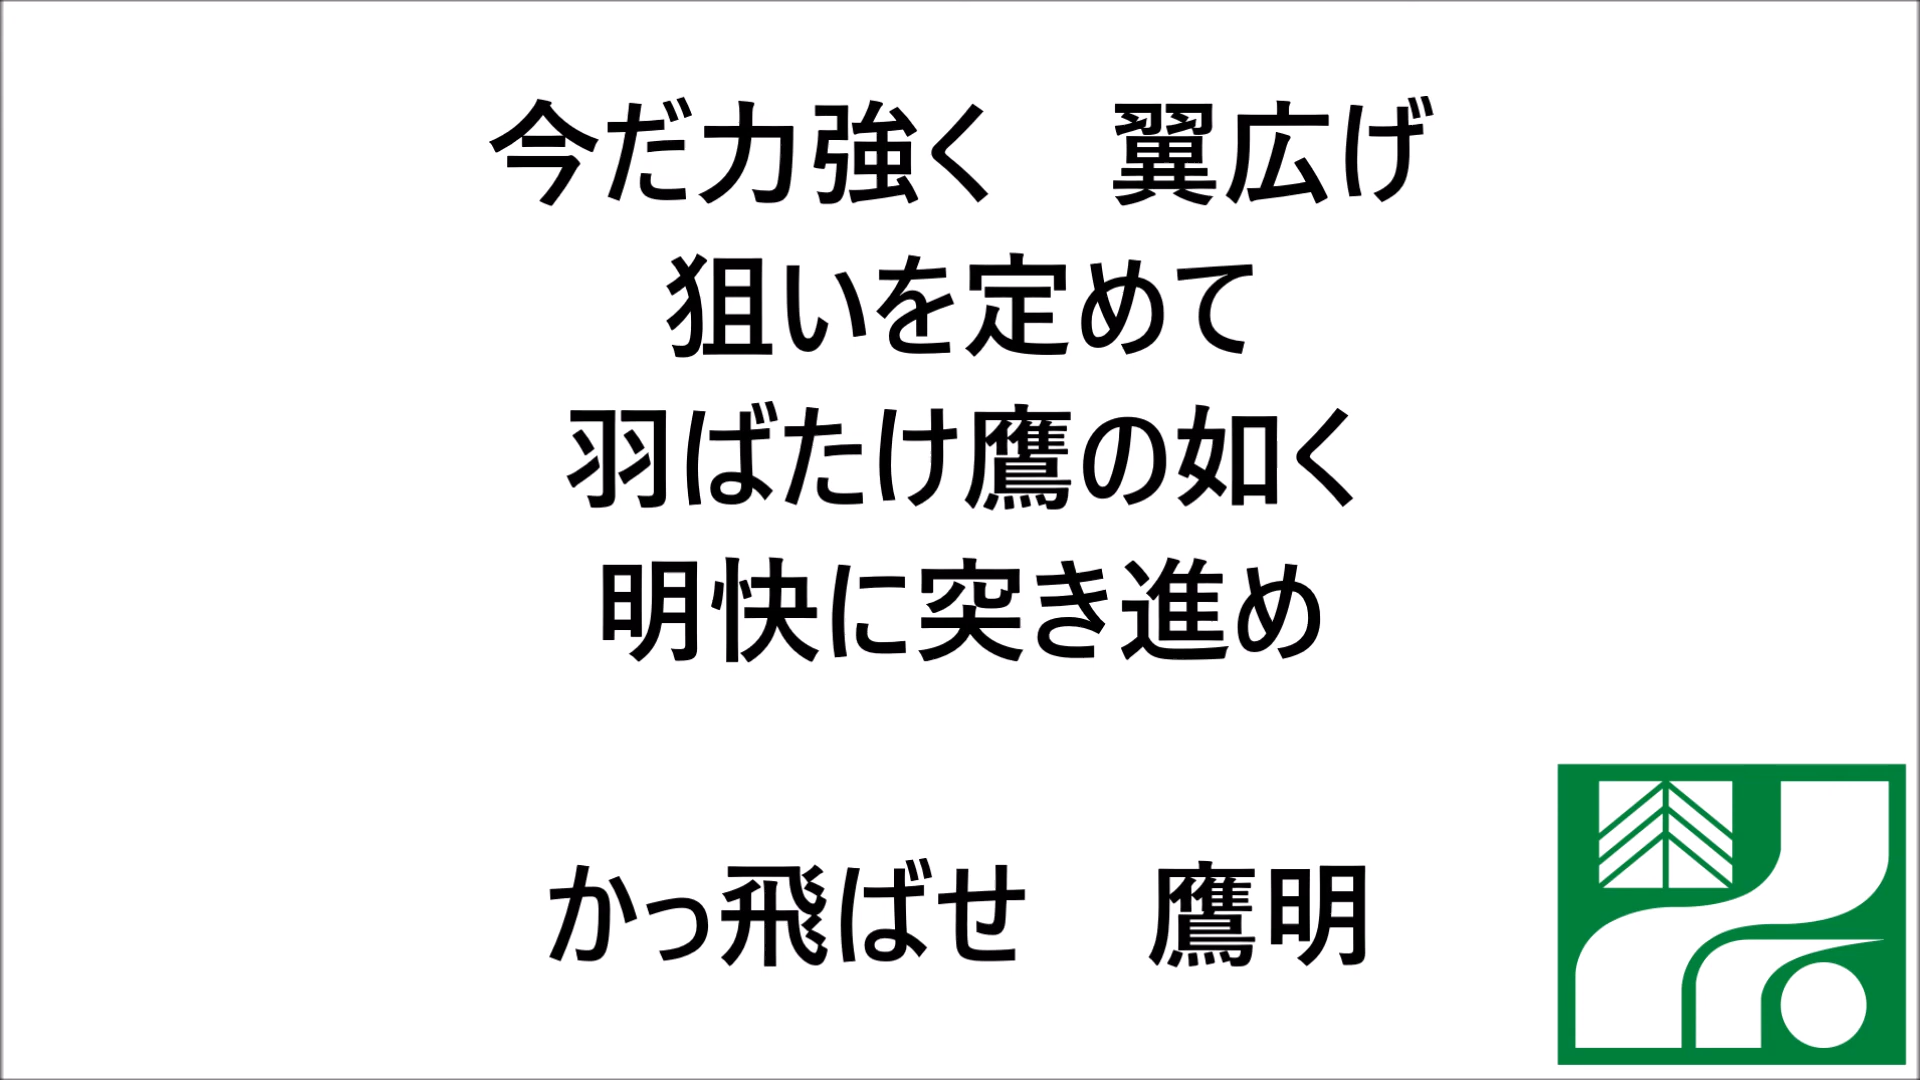 今だ力強く　翼広げ
狙いを定めて
羽ばたけ鷹の如く
明快に突き進め
かっ飛ばせ　鷹明